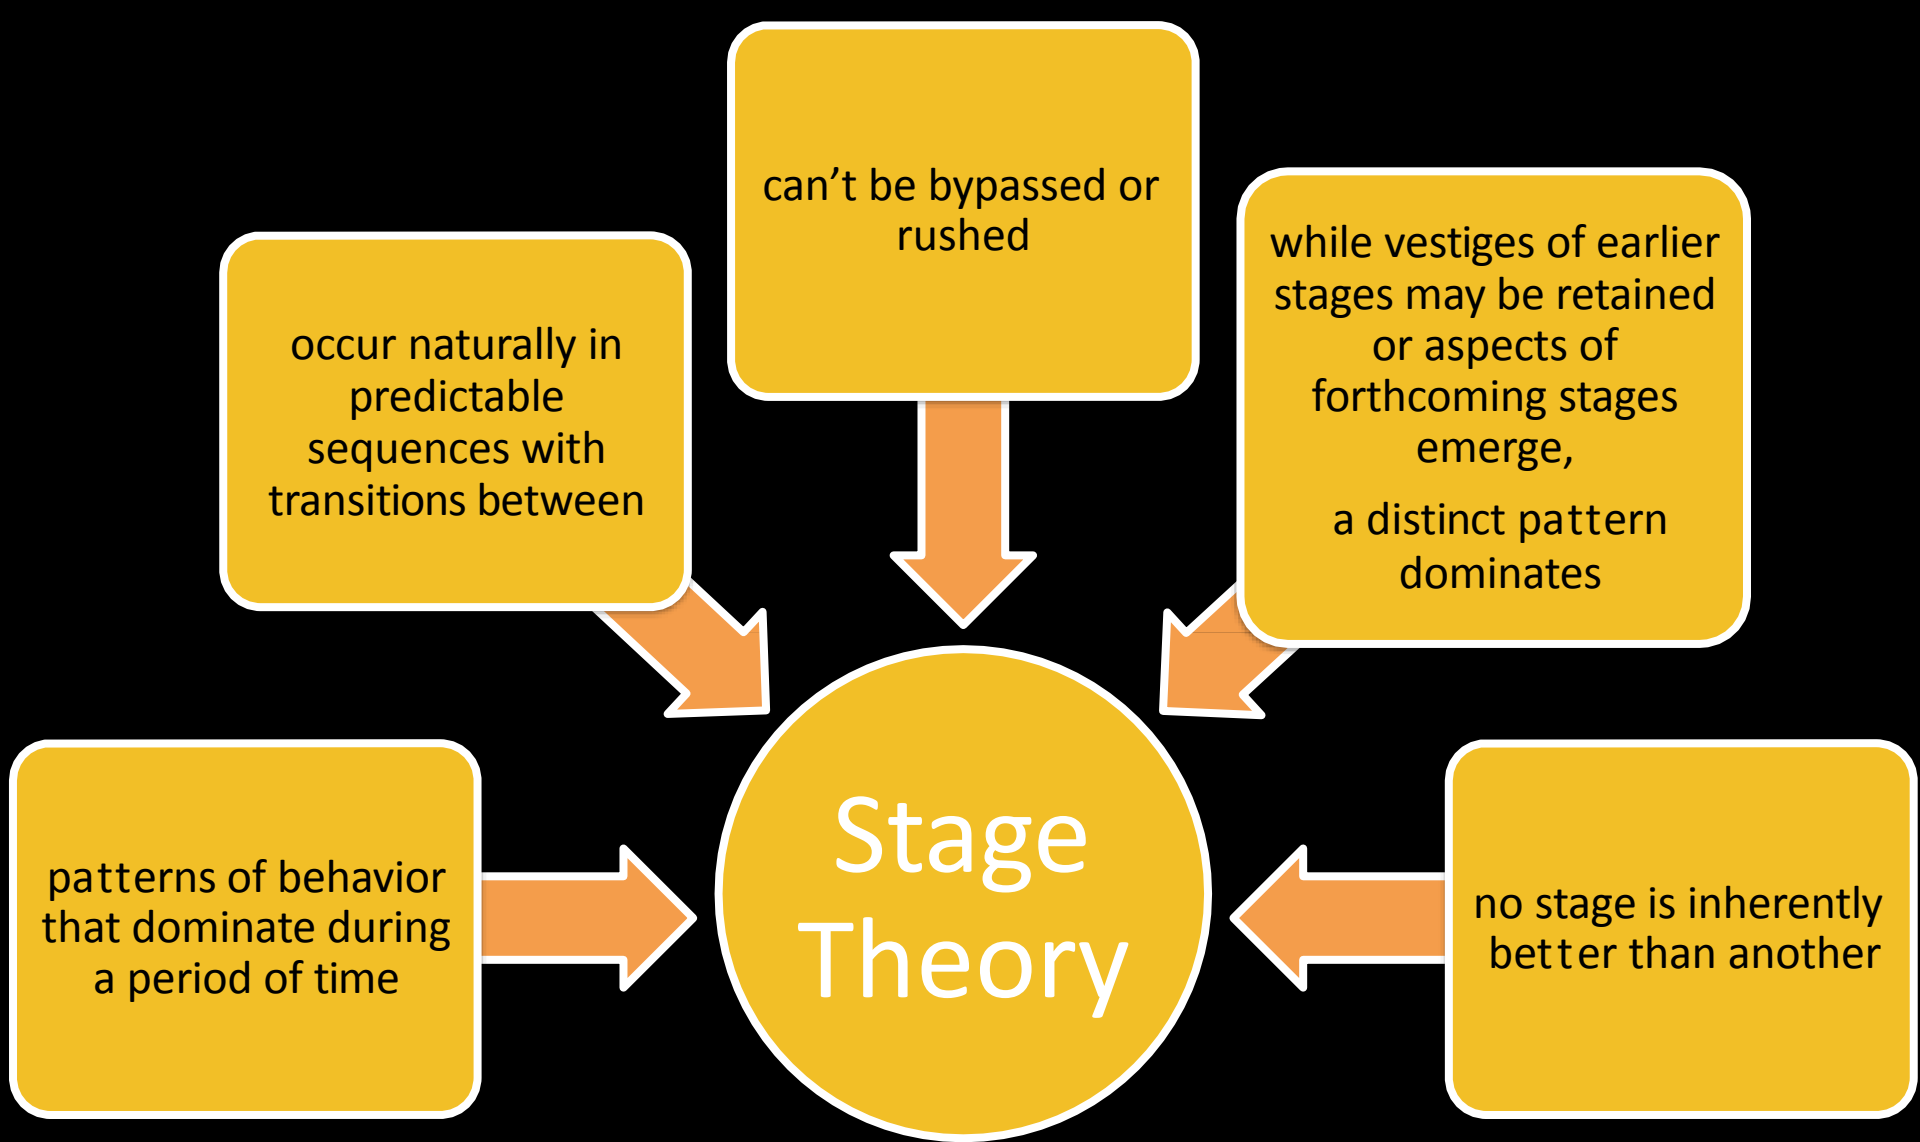 can’t be bypassed or
rushed
while vestiges of earlier
stages may be retained
or aspects of
forthcoming stages
emerge,
a distinct pattern
dominates
occur naturally in
predictable
sequences with
transitions between
Stage
Theory
patterns of behavior
that dominate during
a period of time
no stage is inherently
better than another